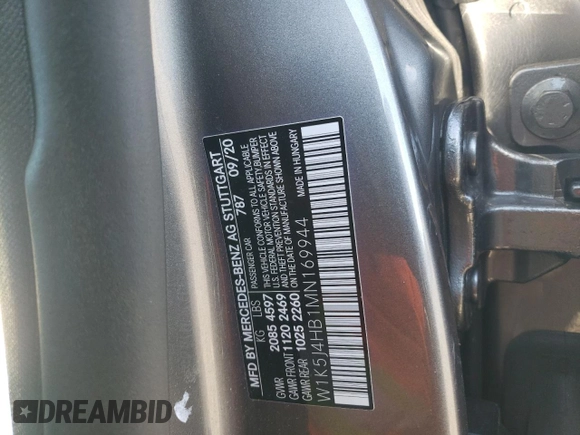 MFD BY MERCEDES-BENZ AG STUTTGART
PASSENGER CAR 787 09/20
KG LBS
GVWR 2085 4597
GAWR FRONT 1120 2469
GAWR REAR 1025 2260
THIS VEHICLE CONFORMS TO ALL APPLICABLE
U.S. FEDERAL MOTOR VEHICLE SAFETY, BUMPER
AND THEFT PREVENTION STANDARDS IN EFFECT
ON THE DATE OF MANUFACTURE SHOWN ABOVE
MADE IN HUNGARY
W1K5J4HB1MN169944
DREAMBID